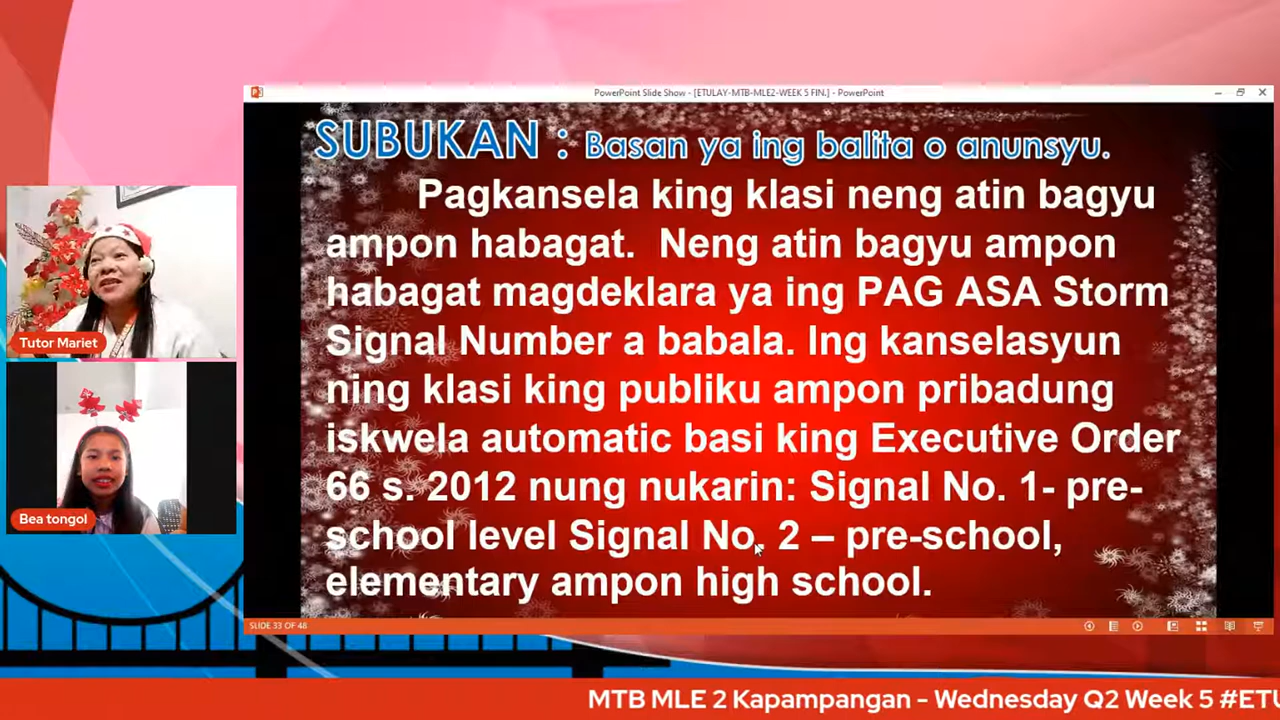 PowerPoint Slide Show - [ETULAY-MTB-MLE2-WEEK 5 FIN.] - PowerPoint
SUBUKAN : Basan ya ing balita o anunsyu.
Pagkansela king klasi neng atin bagyu
ampon habagat. Neng atin bagyu ampon
habagat magdeklara ya ing PAG ASA Storm
Signal Number a babala. Ing kanselasyun
ning klasi king publiku ampon pribadung
iskwela automatic basi king Executive Order
66 s. 2012 nung nukarin: Signal No. 1- pre-
school level Signal No. 2 – pre-school,
elementary ampon high school.
Tutor Mariet
Bea tongol
SLIDE 33 OF 48
MTB MLE 2 Kapampangan - Wednesday Q2 Week 5 #ETU